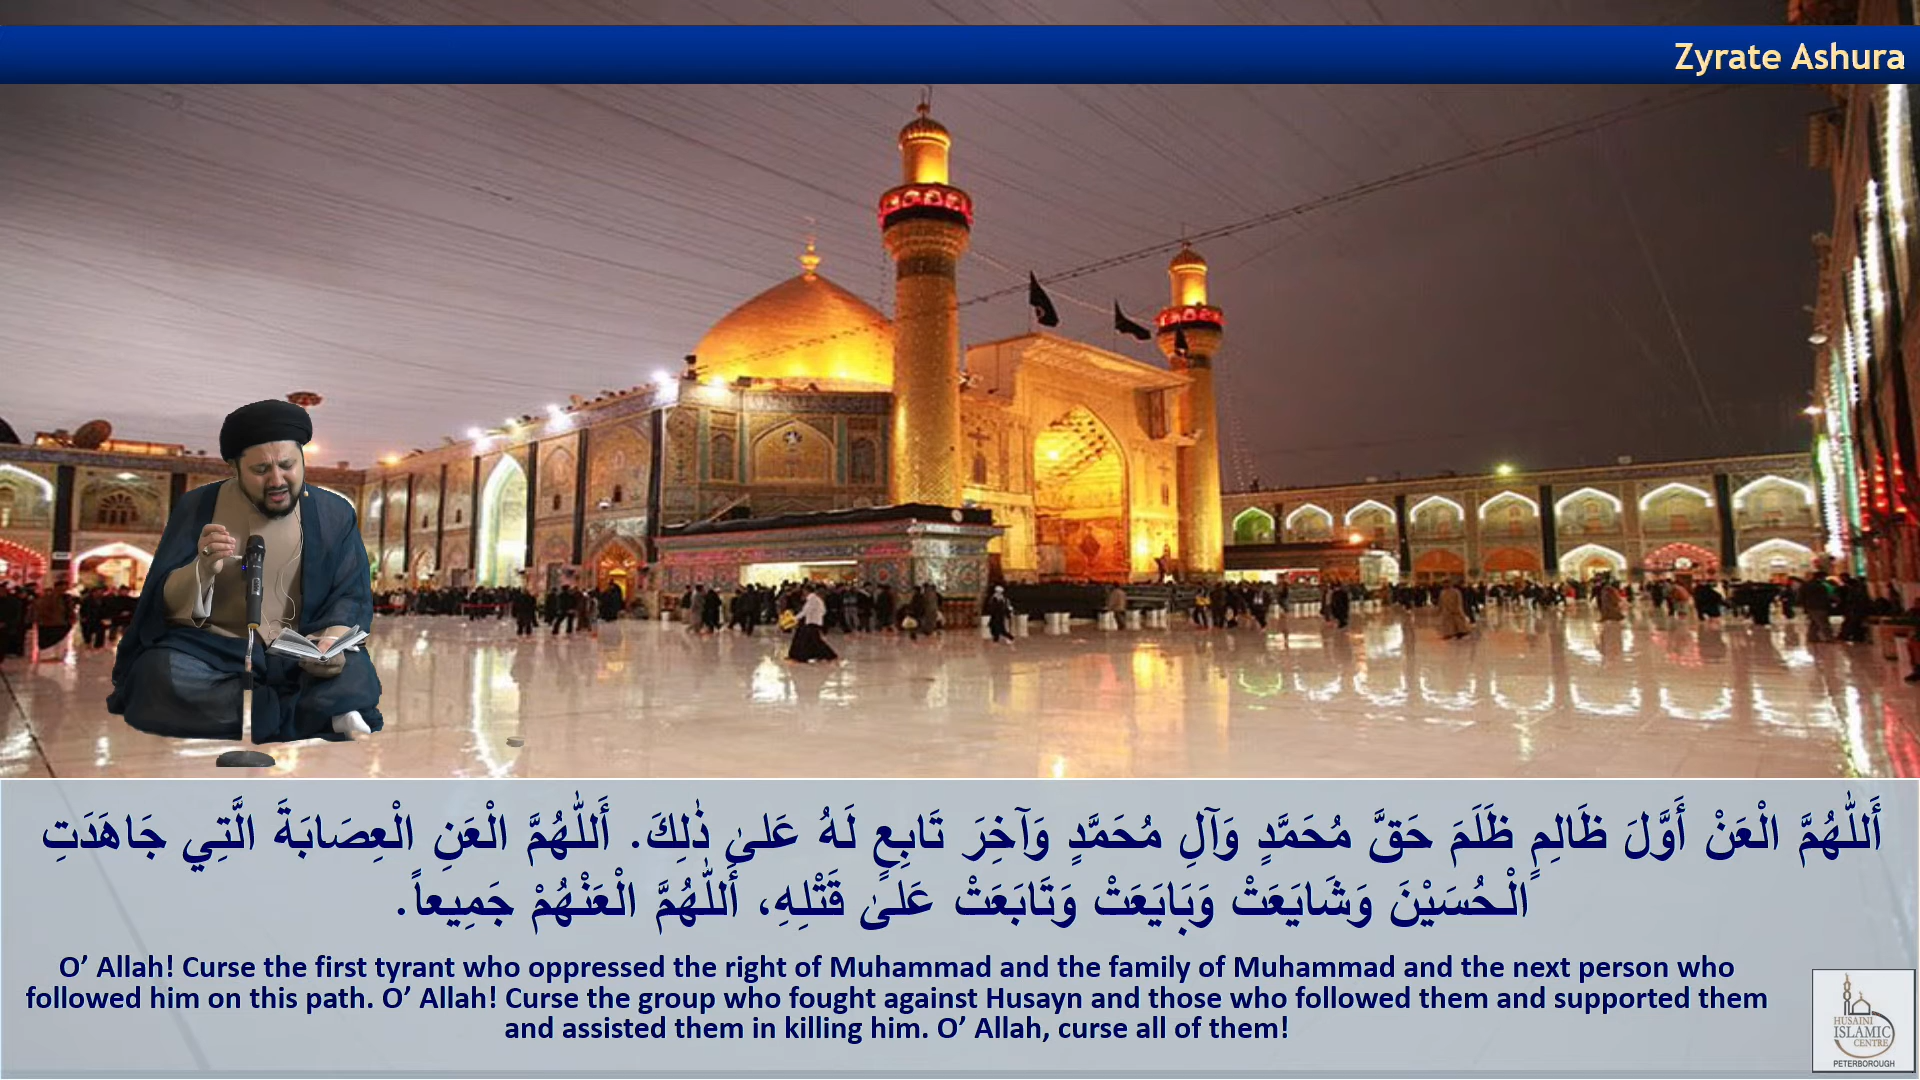 Zyrate Ashura
أَللّٰهُمَّ الْعَنْ أَوَّلَ ظَالِمٍ ظَلَمَ حَقَّ مُحَمَّدٍ وَآلِ مُحَمَّدٍ وَآخِرَ تَابِعٍ لَهُ عَلىٰ ذٰلِكَ. أَللّٰهُمَّ الْعَنِ الْعِصَابَةَ الَّتِي جَاهَدَتِ
الْحُسَيْنَ وَشَايَعَتْ وَبَايَعَتْ وَتَابَعَتْ عَلىٰ قَتْلِهِ، أَللّٰهُمَّ الْعَنْهُمْ جَمِيعاً.
O’ Allah! Curse the first tyrant who oppressed the right of Muhammad and the family of Muhammad and the next person who
followed him on this path. O’ Allah! Curse the group who fought against Husayn and those who followed them and supported them
and assisted them in killing him. O’ Allah, curse all of them!
HUSAINI
ISLAMIC
CENTRE
PETERBOROUGH